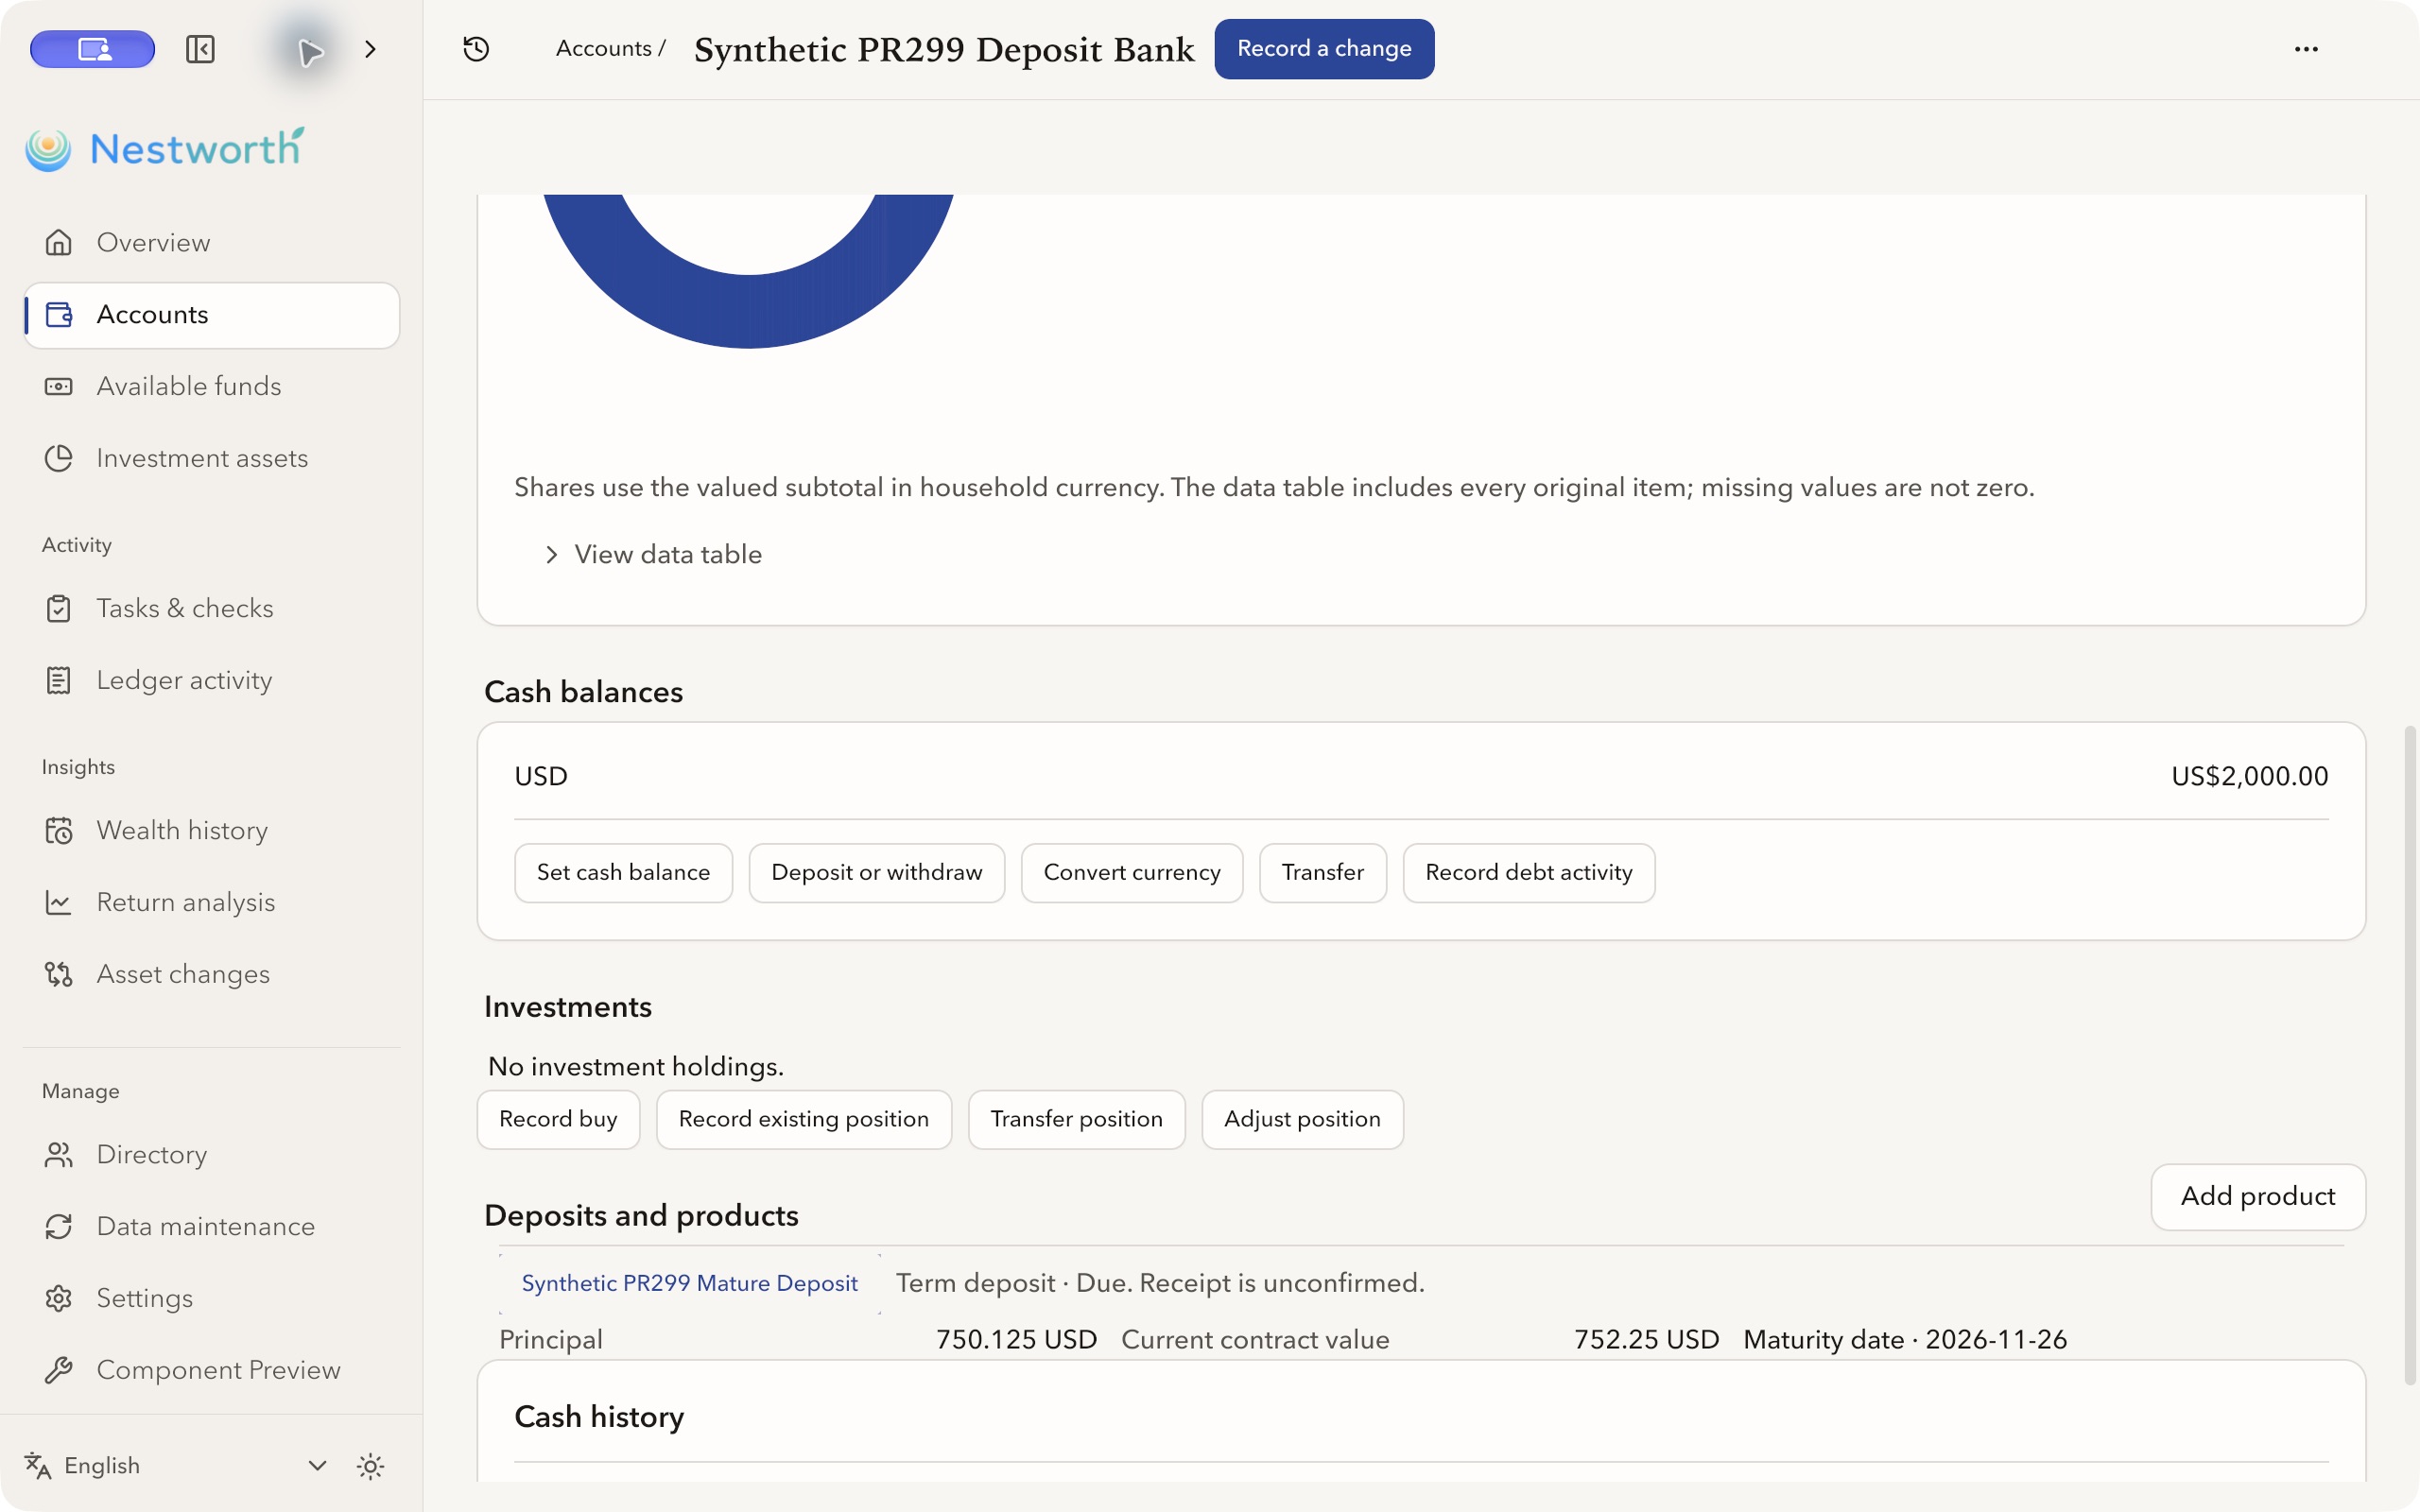 Accounts /
Synthetic PR299 Deposit Bank
Record a change
Nestworth
Overview
Accounts
Available funds
Investment assets
Activity
Tasks & checks
Ledger activity
Insights
Wealth history
Return analysis
Asset changes
Manage
Directory
Data maintenance
Settings
Component Preview
English
Shares use the valued subtotal in household currency. The data table includes every original item; missing values are not zero.
View data table
Cash balances
USD US$2,000.00
Set cash balance Deposit or withdraw Convert currency Transfer Record debt activity
Investments
No investment holdings.
Record buy Record existing position Transfer position Adjust position
Deposits and products Add product
Synthetic PR299 Mature Deposit Term deposit · Due. Receipt is unconfirmed.
Principal 750.125 USD Current contract value 752.25 USD Maturity date · 2026-11-26
Cash history